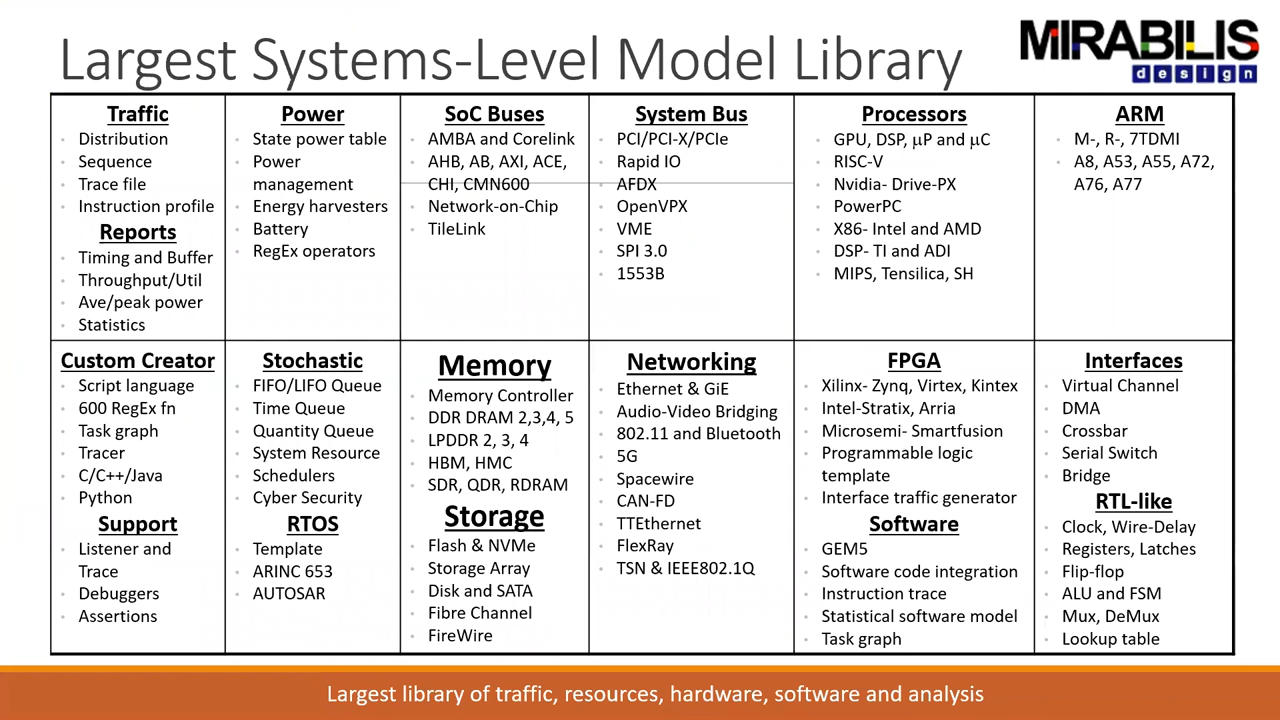 Largest Systems-Level Model Library
MIRABILIS
design
Traffic
Distribution
Sequence
Trace file
Instruction profile
Reports
Timing and Buffer
Throughput/Util
Ave/peak power
Statistics
Power
State power table
Power
management
Energy harvesters
Battery
RegEx operators
SoC Buses
AMBA and Corelink
AHB, AB, AXI, ACE,
CHI, CMN600
Network-on-Chip
TileLink
System Bus
PCI/PCI-X/PCIe
Rapid IO
AFDX
OpenVPX
VME
SPI 3.0
1553B
Processors
GPU, DSP, µP and µC
RISC-V
Nvidia- Drive-PX
PowerPC
X86- Intel and AMD
DSP- TI and ADI
MIPS, Tensilica, SH
ARM
M-, R-, 7TDMI
A8, A53, A55, A72,
A76, A77
Custom Creator
Script language
600 RegEx fn
Task graph
Tracer
C/C++/Java
Python
Support
Listener and
Trace
Debuggers
Assertions
Stochastic
FIFO/LIFO Queue
Time Queue
Quantity Queue
System Resource
Schedulers
Cyber Security
RTOS
Template
ARINC 653
AUTOSAR
Memory
Memory Controller
DDR DRAM 2,3,4, 5
LPDDR 2, 3, 4
HBM, HMC
SDR, QDR, RDRAM
Storage
Flash & NVMe
Storage Array
Disk and SATA
Fibre Channel
FireWire
Networking
Ethernet & GiE
Audio-Video Bridging
802.11 and Bluetooth
5G
Spacewire
CAN-FD
TTEthernet
FlexRay
TSN & IEEE802.1Q
FPGA
Xilinx- Zynq, Virtex, Kintex
Intel-Stratix, Arria
Microsemi- Smartfusion
Programmable logic
template
Interface traffic generator
Software
GEM5
Software code integration
Instruction trace
Statistical software model
Task graph
Interfaces
Virtual Channel
DMA
Crossbar
Serial Switch
Bridge
RTL-like
Clock, Wire-Delay
Registers, Latches
Flip-flop
ALU and FSM
Mux, DeMux
Lookup table
Largest library of traffic, resources, hardware, software and analysis